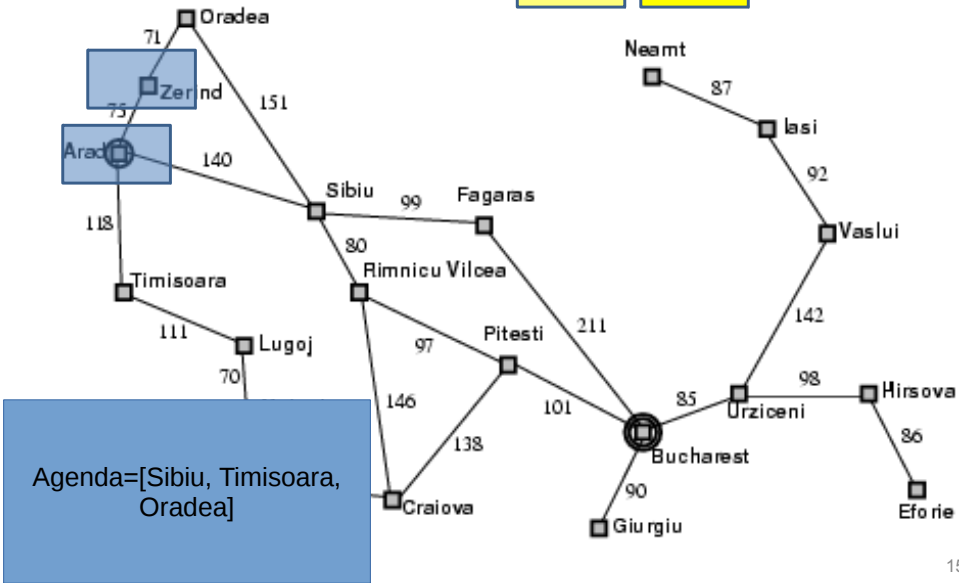 Oradea
71
Neamt
87
Zerind
151
75
Iasi
Arad
140
92
Sibiu
99
Fagaras
118
80
Vaslui
Timisoara
Rimnicu Vilcea
142
111
Lugoj
97
Pitesti
211
70
146
101
85
98
Hirsova
Urziceni
138
86
Bucharest
Agenda=[Sibiu, Timisoara,
Oradea]
90
Craiova
Eforie
Giurgiu